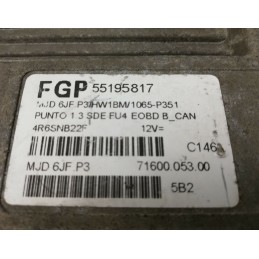 FGP 55195817
MJD 6JF P3/HW1BM/1065-P351
PUNTO 1.3 SDE FU4 EOBD B_CAN
4R6SNB22F 12V=
C146
MJD 6JF P3 71600.053.00
5B2